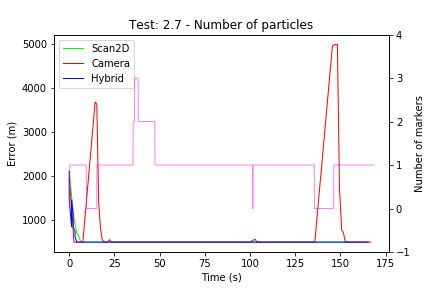 Test: 2.7 - Number of particles
Scan2D
Camera
Hybrid
Error (m)
5000
4000
3000
2000
1000
Number of markers
4
3
2
1
0
−1
0
25
50
75
100
125
150
175
Time (s)